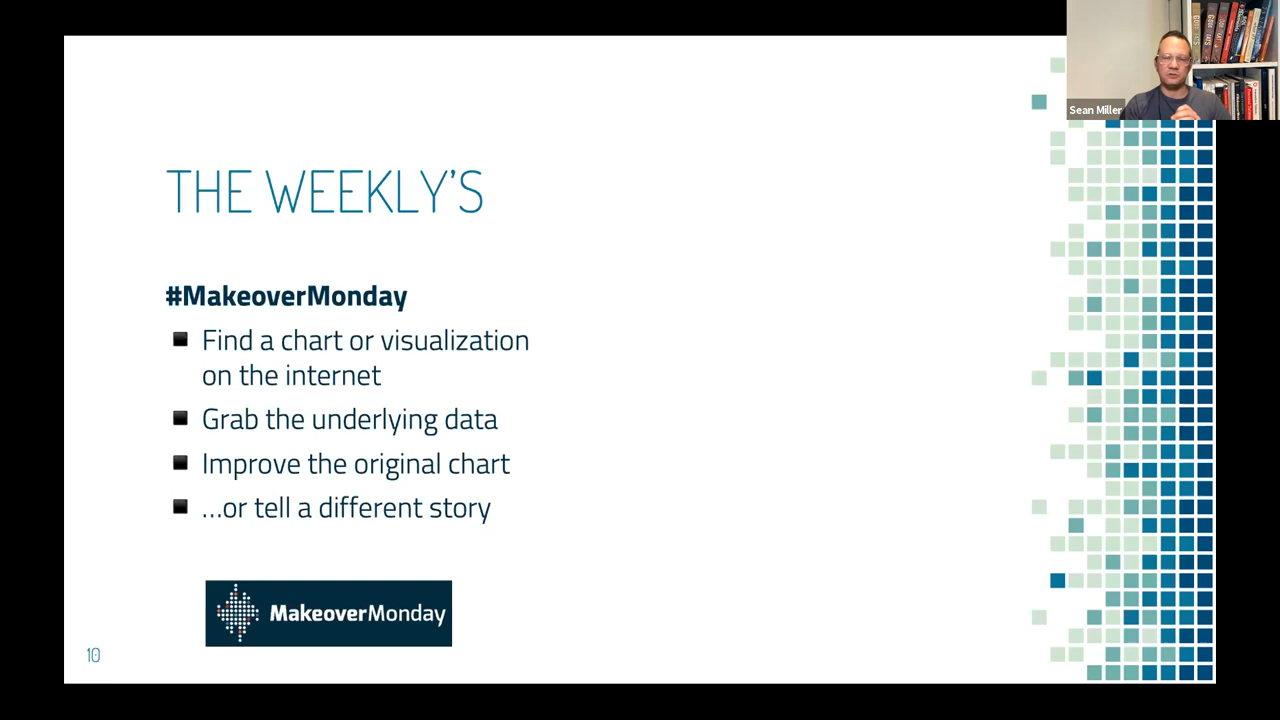 Sean Miller
THE WEEKLY'S
#MakeoverMonday
Find a chart or visualization
on the internet
Grab the underlying data
Improve the original chart
...or tell a different story
MakeoverMonday
10